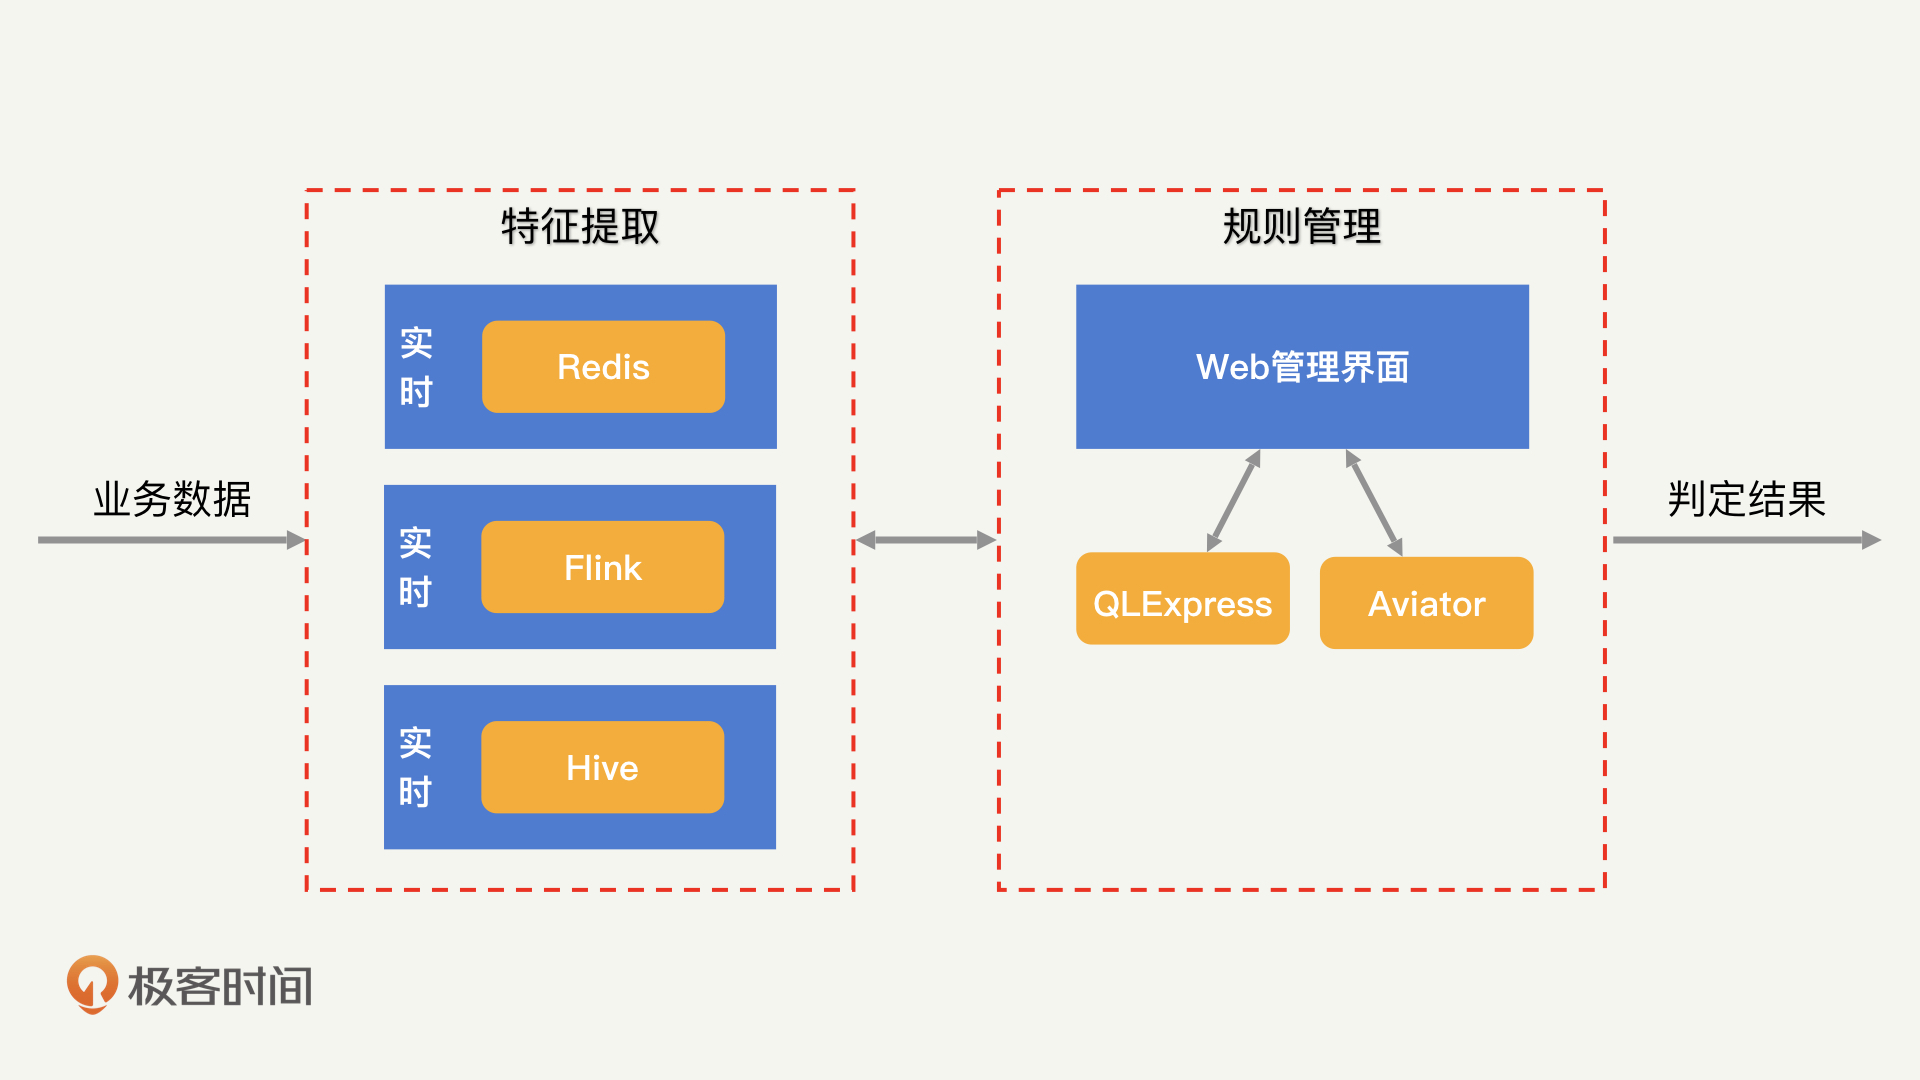 业务数据
特征提取
实
时
Redis
实
时
Flink
实
时
Hive
规则管理
Web管理界面
QLExpress
Aviator
判定结果
极客时间